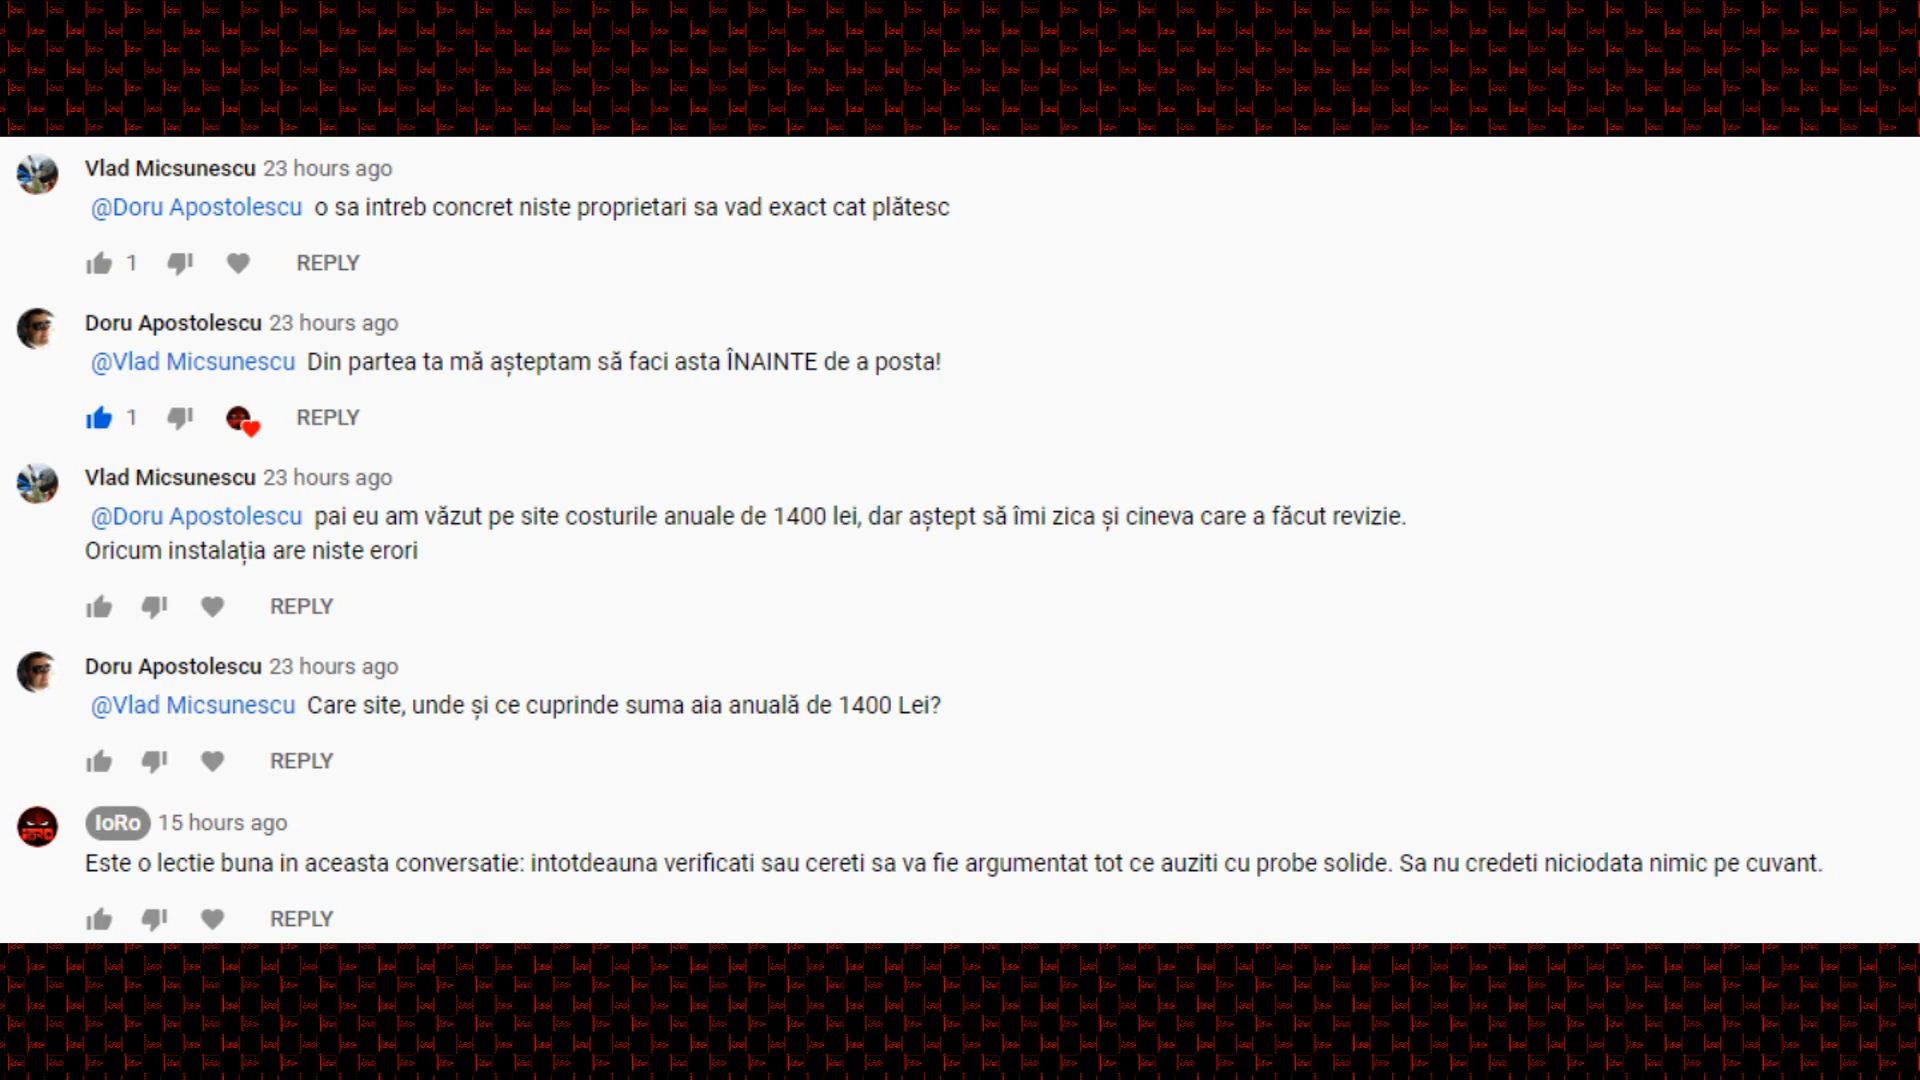 Vlad Micsunescu 23 hours ago
@Doru Apostolescu o sa intreb concret niste proprietari sa vad exact cat plătesc
1 REPLY
Doru Apostolescu 23 hours ago
@Vlad Micsunescu Din partea ta mă așteptam să faci asta ÎNAINTE de a posta!
1 REPLY
Vlad Micsunescu 23 hours ago
@Doru Apostolescu pai eu am văzut pe site costurile anuale de 1400 lei, dar aștept să îmi zica și cineva care a făcut revizie.
Oricum instalația are niste erori
REPLY
Doru Apostolescu 23 hours ago
@Vlad Micsunescu Care site, unde și ce cuprinde suma aia anuală de 1400 Lei?
REPLY
IoRo 15 hours ago
Este o lectie buna in aceasta conversatie: intotdeauna verificati sau cereti sa va fie argumentat tot ce auziti cu probe solide. Sa nu credeti niciodata nimic pe cuvant.
REPLY